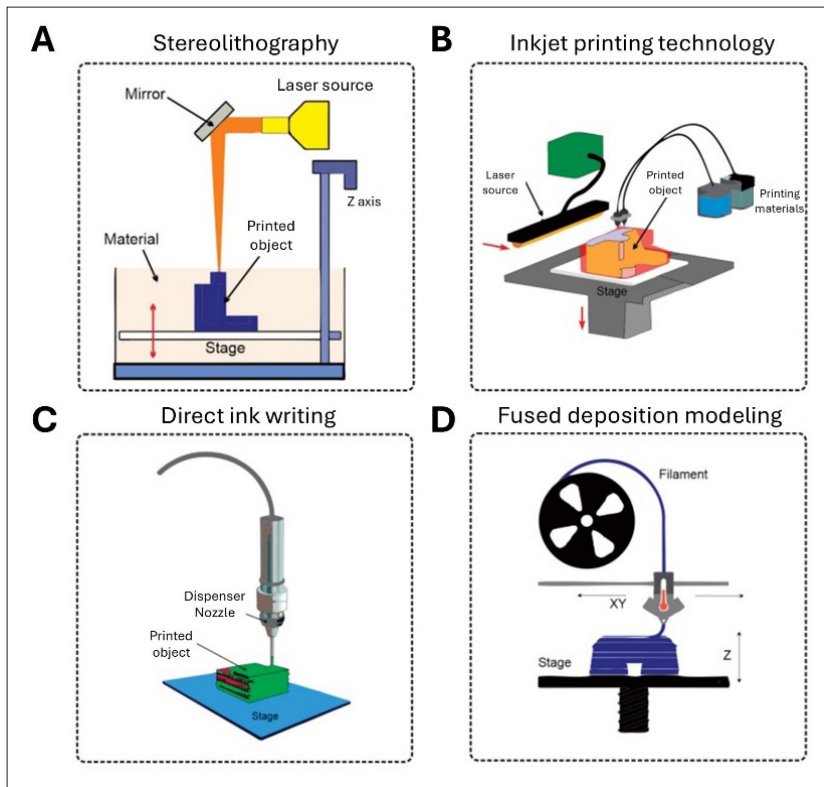 A
Stereolithography
Mirror
Laser source
Z axis
Printed
object
Material
Stage
B
Inkjet printing technology
Laser
source
Printed
object
Printing
materials
Stage
C
Direct ink writing
Dispenser
Nozzle
Printed
object
Stage
D
Fused deposition modeling
Filament
XY
Stage
Z